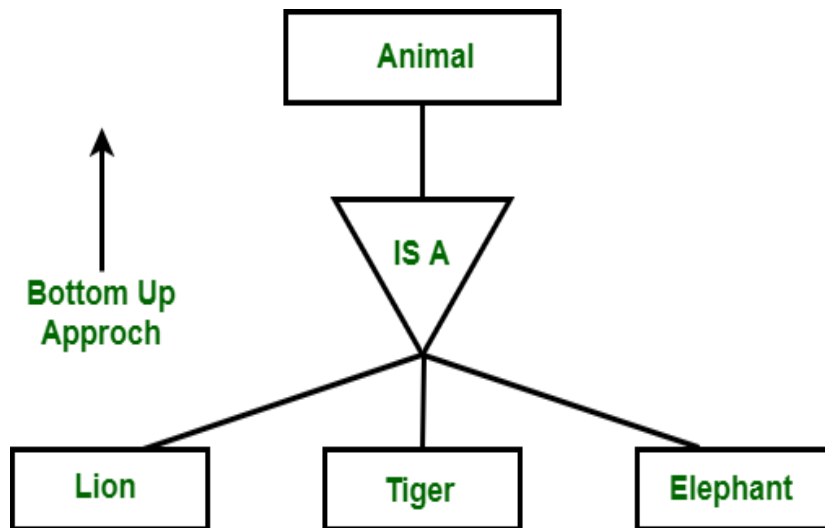 Animal
IS A
Bottom Up
Approch
Lion
Tiger
Elephant